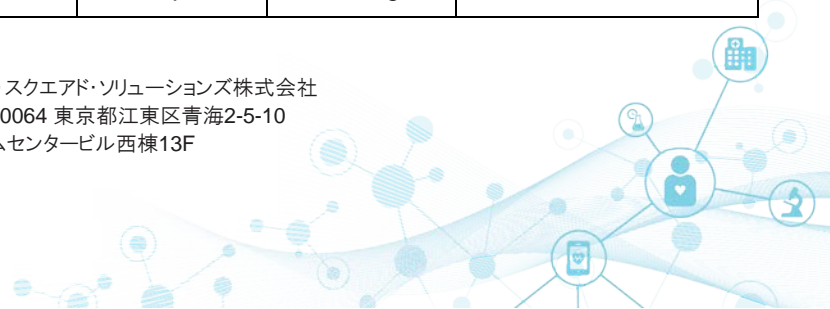 スクエアド・ソリューションズ株式会社
0064 東京都江東区青海2-5-10
ムセンタービル西棟13F